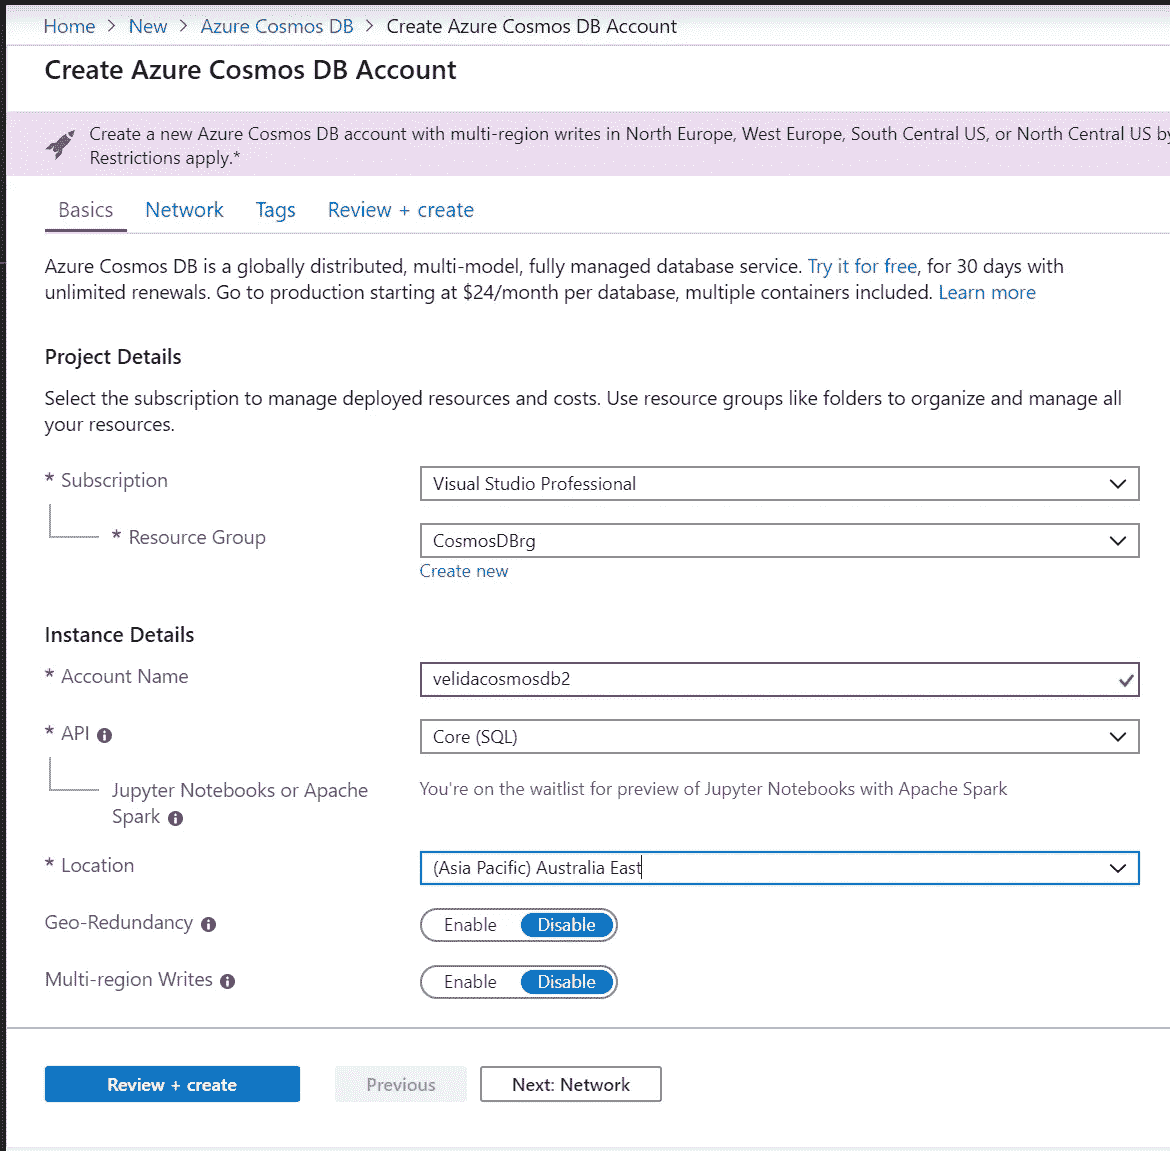 Home > New > Azure Cosmos DB > Create Azure Cosmos DB Account
Create Azure Cosmos DB Account
Create a new Azure Cosmos DB account with multi-region writes in North Europe, West Europe, South Central US, or North Central US by
Restrictions apply.*
Basics Network Tags Review + create
Azure Cosmos DB is a globally distributed, multi-model, fully managed database service. Try it for free, for 30 days with
unlimited renewals. Go to production starting at $24/month per database, multiple containers included. Learn more
Project Details
Select the subscription to manage deployed resources and costs. Use resource groups like folders to organize and manage all
your resources.
* Subscription Visual Studio Professional
* Resource Group CosmosDBrg
Create new
Instance Details
* Account Name velidacosmosdb2
* API Core (SQL)
Jupyter Notebooks or Apache You're on the waitlist for preview of Jupyter Notebooks with Apache Spark
Spark
* Location (Asia Pacific) Australia East
Geo-Redundancy Enable Disable
Multi-region Writes Enable Disable
Review + create Previous Next: Network